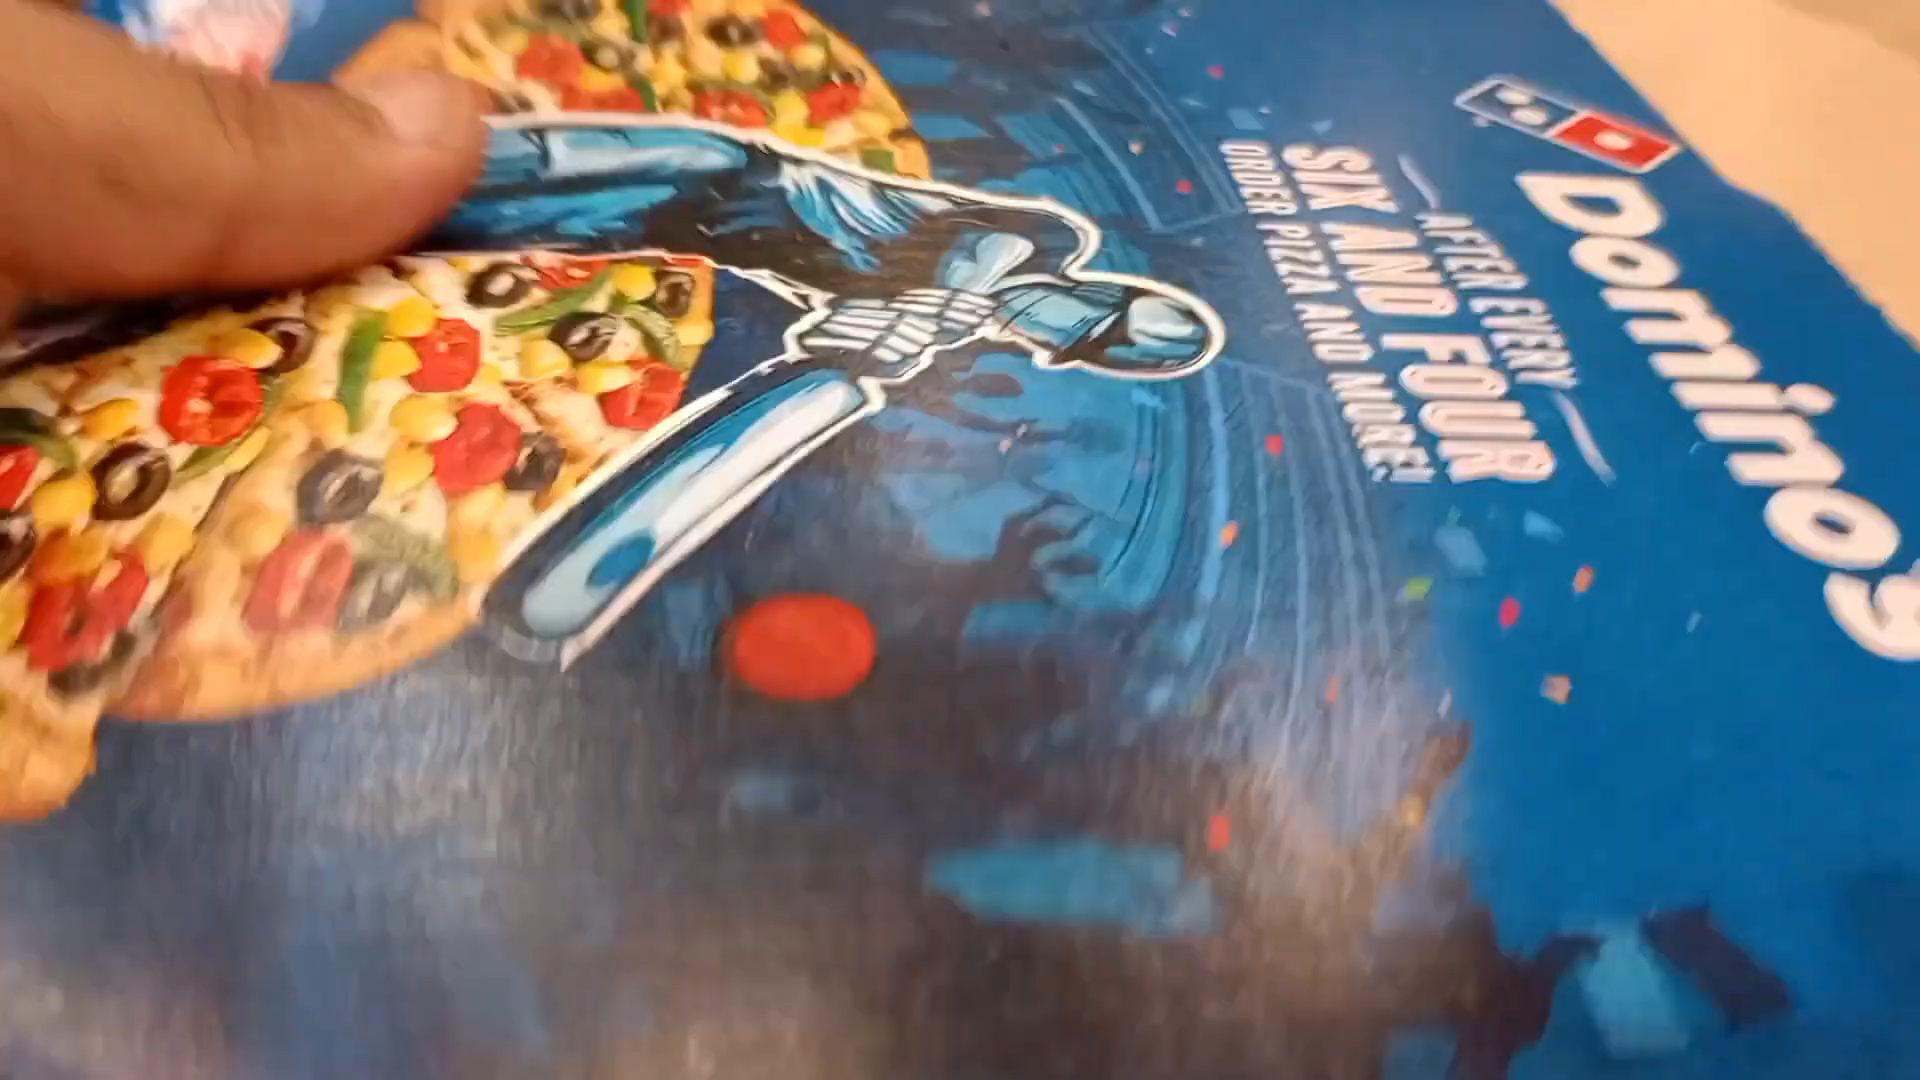 Domino's
AFTER EVERY
SIX AND FOUR
ORDER PIZZA AND MORE!